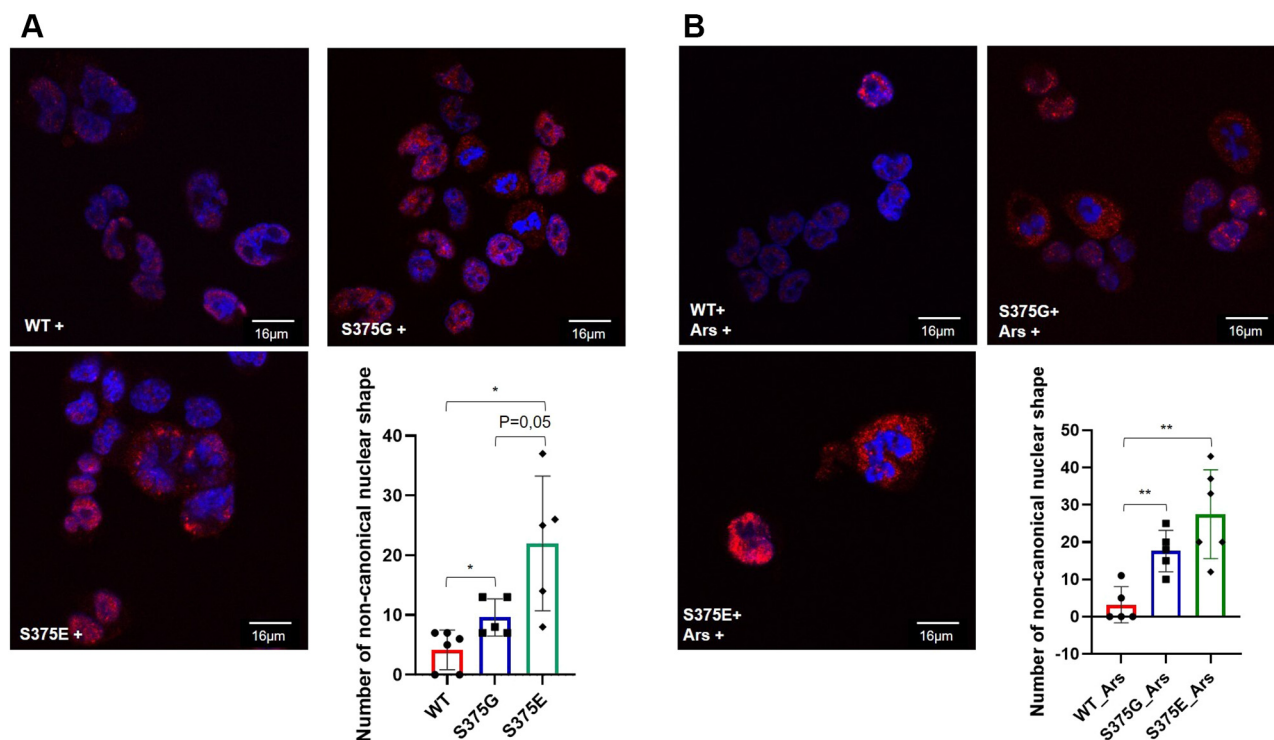 A
B
WT +
16µm
S375G +
16µm
S375E +
16µm
Number of non-canonical nuclear shape
40
30
20
10
0
*
P=0,05
*
WT
S375G
S375E
WT+
Ars +
16µm
S375G+
Ars +
16µm
S375E+
Ars +
16µm
Number of non-canonical nuclear shape
50
40
30
20
10
0
-10
**
**
WT_Ars
S375G_Ars
S375E_Ars